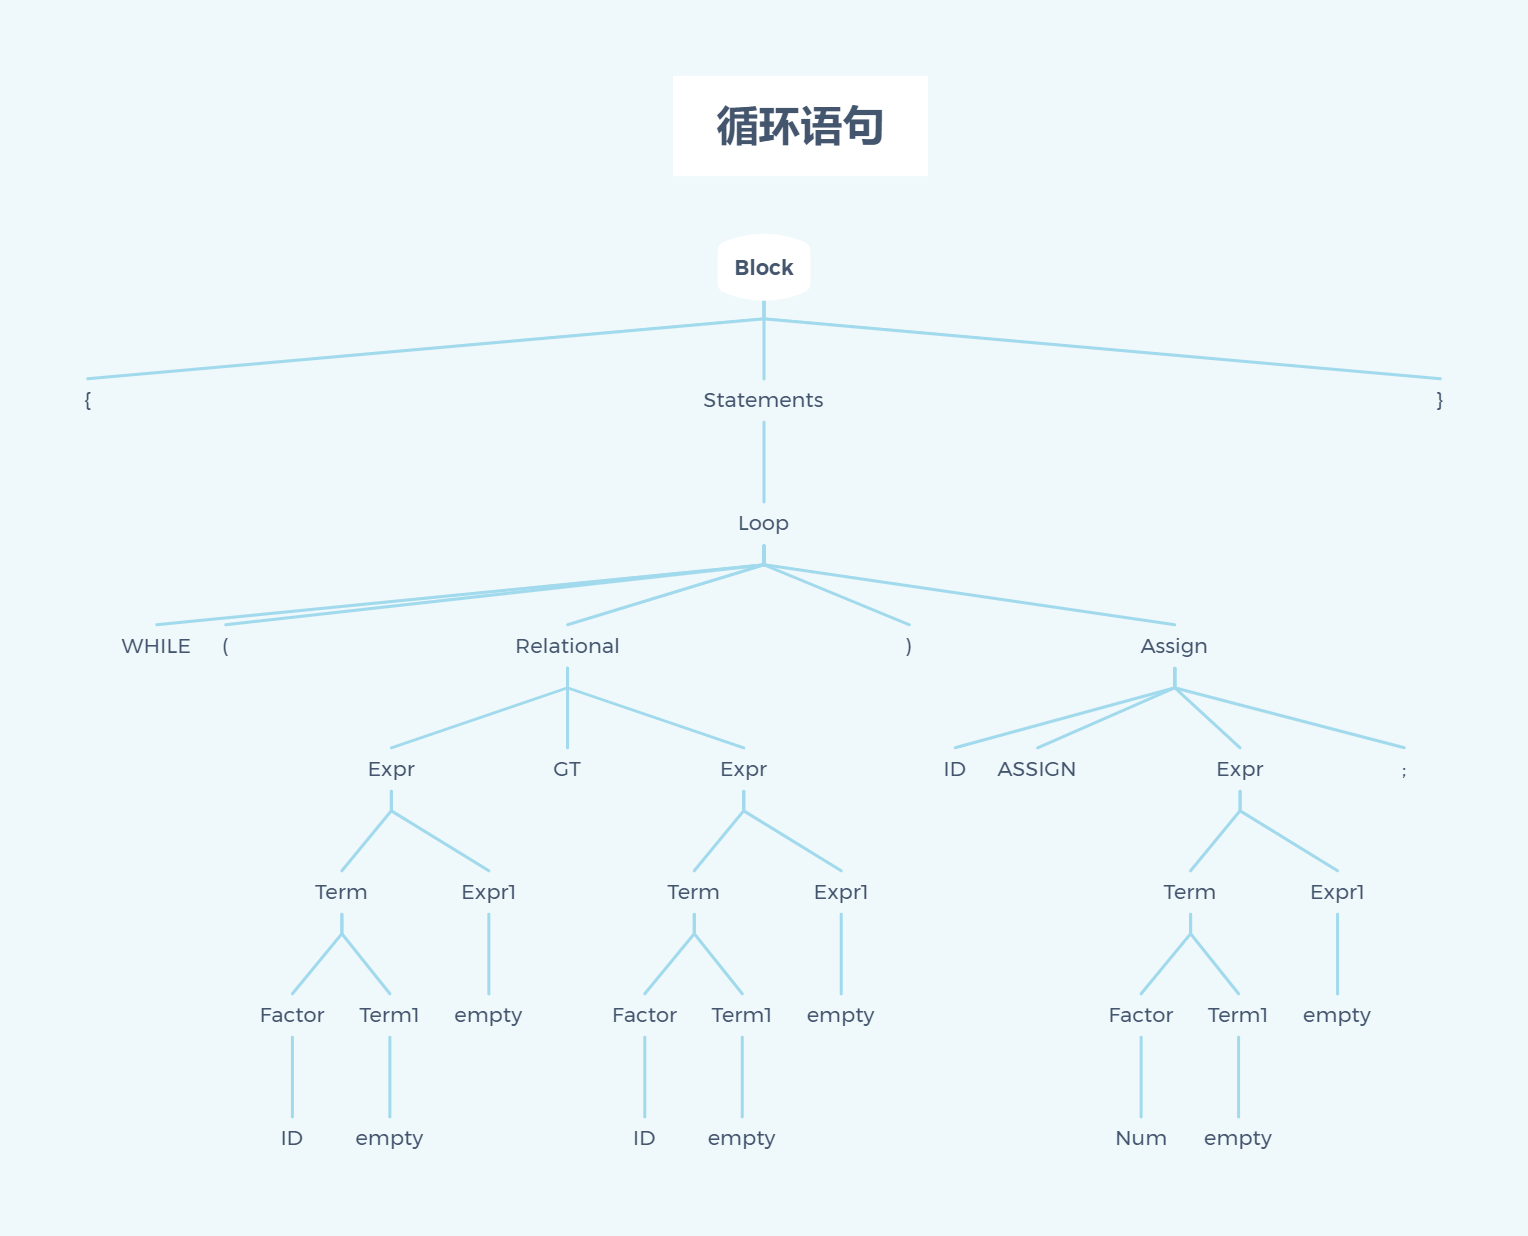 循环语句
Block
{
Statements
}
Loop
WHILE
(
Relational
)
Assign
Expr
GT
Expr
ID
ASSIGN
Expr
;
Term
Expr1
Term
Expr1
Term
Expr1
Factor
Term1
empty
Factor
Term1
empty
Factor
Term1
empty
ID
empty
ID
empty
Num
empty